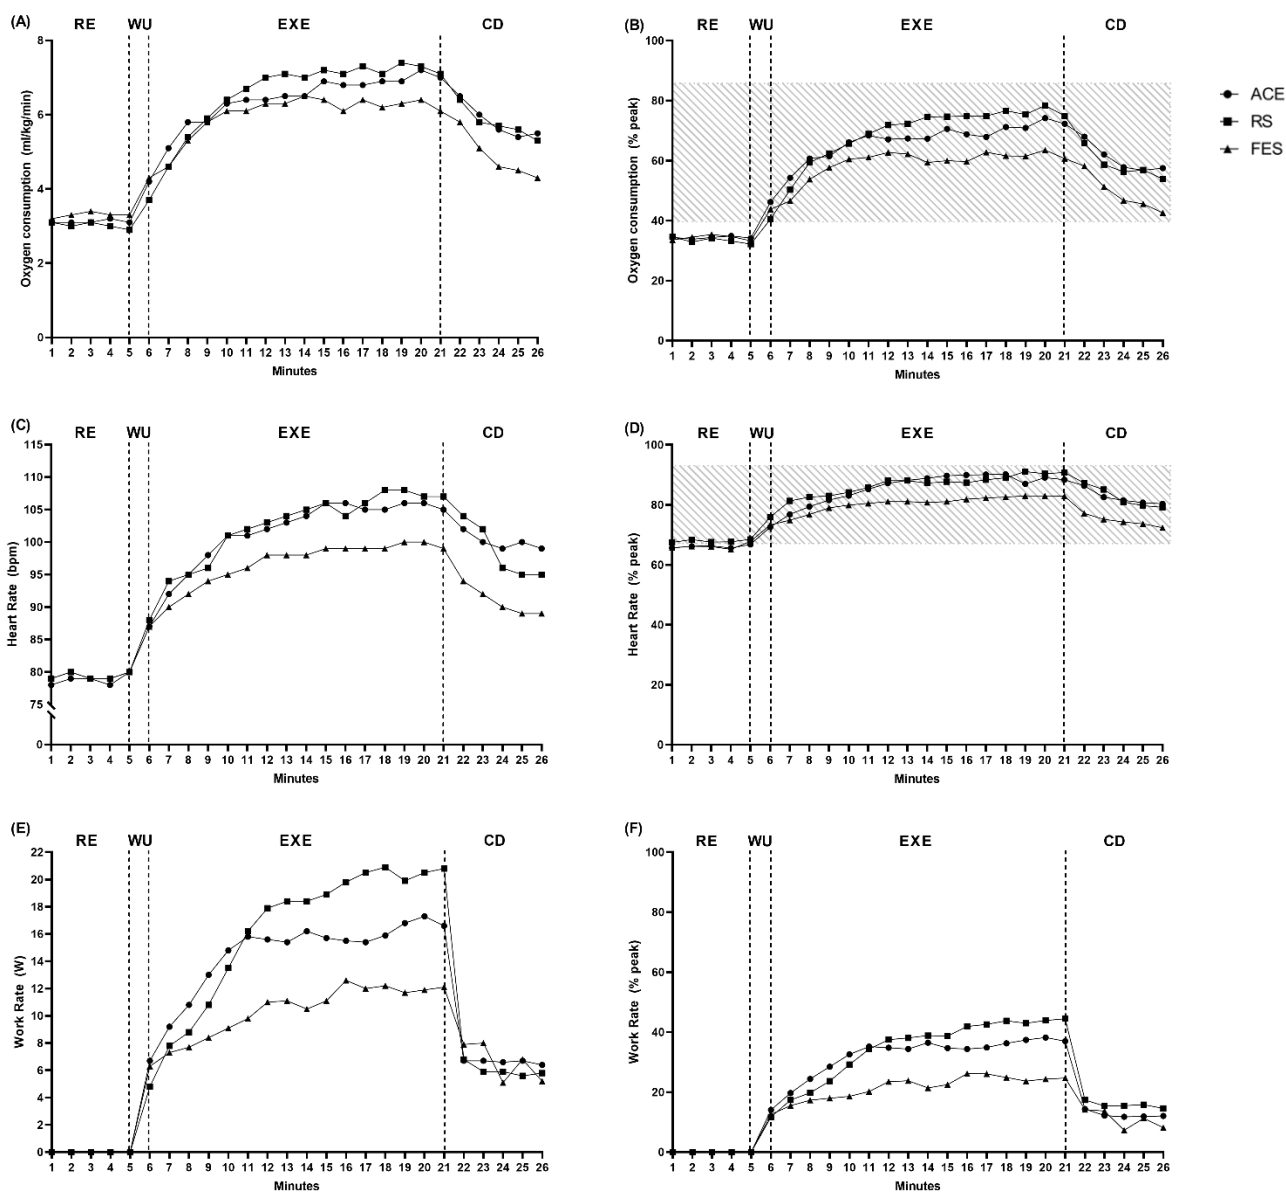 (A)
RE WU EXE CD
8
6
4
2
0
Oxygen consumption (ml/kg/min)
1 2 3 4 5 6 7 8 9 10 11 12 13 14 15 16 17 18 19 20 21 22 23 24 25 26
Minutes
(B)
RE WU EXE CD
100
80
60
40
20
0
Oxygen consumption (% peak)
1 2 3 4 5 6 7 8 9 10 11 12 13 14 15 16 17 18 19 20 21 22 23 24 25 26
Minutes
ACE
RS
FES
(C)
RE WU EXE CD
115
110
105
100
95
90
85
80
75
0
Heart Rate (bpm)
1 2 3 4 5 6 7 8 9 10 11 12 13 14 15 16 17 18 19 20 21 22 23 24 25 26
Minutes
(D)
RE WU EXE CD
100
80
60
40
20
0
Heart Rate (% peak)
1 2 3 4 5 6 7 8 9 10 11 12 13 14 15 16 17 18 19 20 21 22 23 24 25 26
Minutes
(E)
RE WU EXE CD
22
20
18
16
14
12
10
8
6
4
2
0
Work Rate (W)
1 2 3 4 5 6 7 8 9 10 11 12 13 14 15 16 17 18 19 20 21 22 23 24 25 26
Minutes
(F)
RE WU EXE CD
100
80
60
40
20
0
Work Rate (% peak)
1 2 3 4 5 6 7 8 9 10 11 12 13 14 15 16 17 18 19 20 21 22 23 24 25 26
Minutes